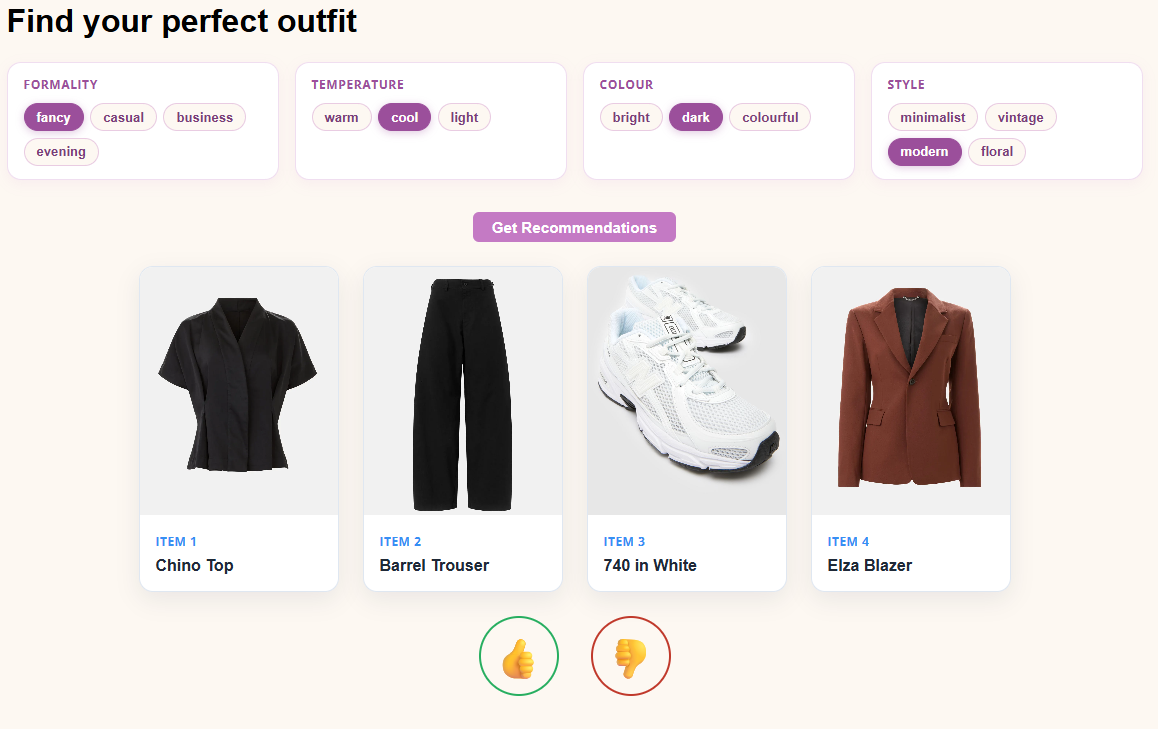 Find your perfect outfit
FORMALITY
fancy casual business
evening
TEMPERATURE
warm cool light
COLOUR
bright dark colourful
STYLE
minimalist vintage
modern floral
Get Recommendations
ITEM 1
Chino Top
ITEM 2
Barrel Trouser
ITEM 3
740 in White
ITEM 4
Elza Blazer